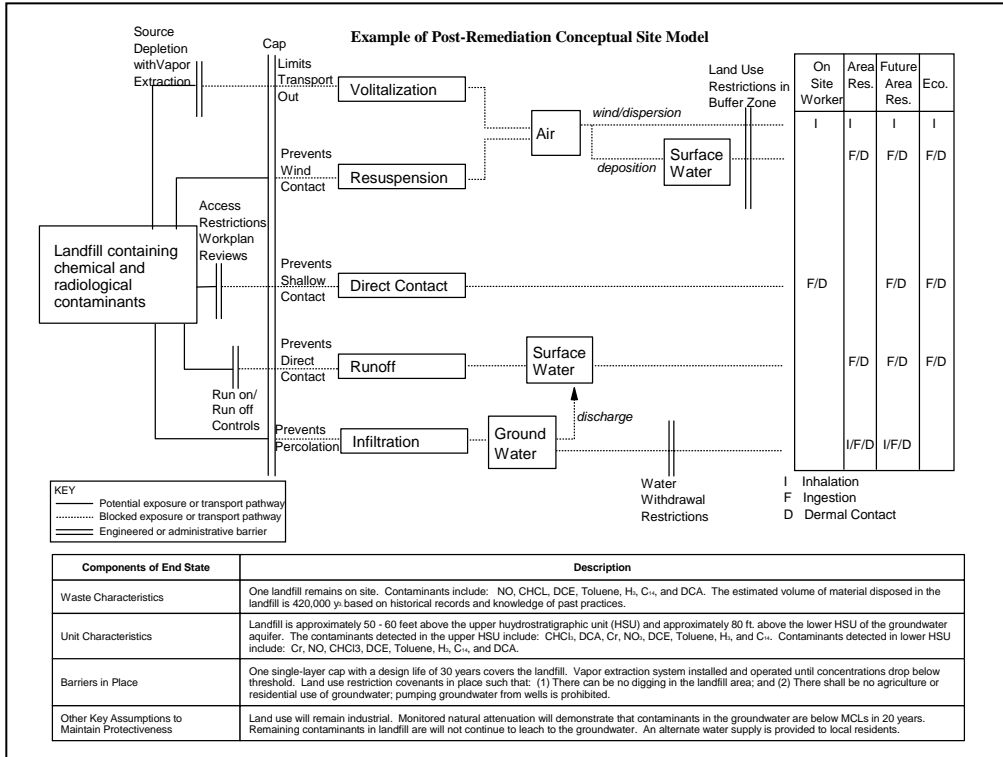 Example of Post-Remediation Conceptual Site Model
Source
Depletion
withVapor
Extraction
Cap
Limits
Transport
Out
Volitalization
Prevents
Wind
Contact
Resuspension
Air
wind/dispersion
deposition
Surface
Water
Land Use
Restrictions in
Buffer Zone
On
Site
Worker
Area
Res.
Future
Area
Res.
Eco.
I I I I
F/D F/D F/D
Access
Restrictions
Workplan
Reviews
Landfill containing
chemical and
radiological
contaminants
Prevents
Shallow
Contact
Direct Contact
F/D F/D F/D
Prevents
Direct
Contact
Runoff
Surface
Water
F/D F/D F/D
Run on/
Run off
Controls
discharge
Prevents
Percolation
Infiltration
Ground
Water
I/F/D I/F/D
Water
Withdrawal
Restrictions
I Inhalation
F Ingestion
D Dermal Contact
KEY
Potential exposure or transport pathway
Blocked exposure or transport pathway
Engineered or administrative barrier
Components of End State
Description
Waste Characteristics
One landfill remains on site. Contaminants include: NO, CHCL, DCE, Toluene, H₃, C₁₄, and DCA. The estimated volume of material disposed in the
landfill is 420,000 y₃ based on historical records and knowledge of past practices.
Unit Characteristics
Landfill is approximately 50 - 60 feet above the upper huydrostratigraphic unit (HSU) and approximately 80 ft. above the lower HSU of the groundwater
aquifer. The contaminants detected in the upper HSU include: CHCl₃, DCA, Cr, NO₃, DCE, Toluene, H₃, and C₁₄. Contaminants detected in lower HSU
include: Cr, NO, CHCl3, DCE, Toluene, H₃, C₁₄, and DCA.
Barriers in Place
One single-layer cap with a design life of 30 years covers the landfill. Vapor extraction system installed and operated until concentrations drop below
threshold. Land use restriction covenants in place such that: (1) There can be no digging in the landfill area; and (2) There shall be no agriculture or
residential use of groundwater; pumping groundwater from wells is prohibited.
Other Key Assumptions to
Maintain Protectiveness
Land use will remain industrial. Monitored natural attenuation will demonstrate that contaminants in the groundwater are below MCLs in 20 years.
Remaining contaminants in landfill are will not continue to leach to the groundwater. An alternate water supply is provided to local residents.